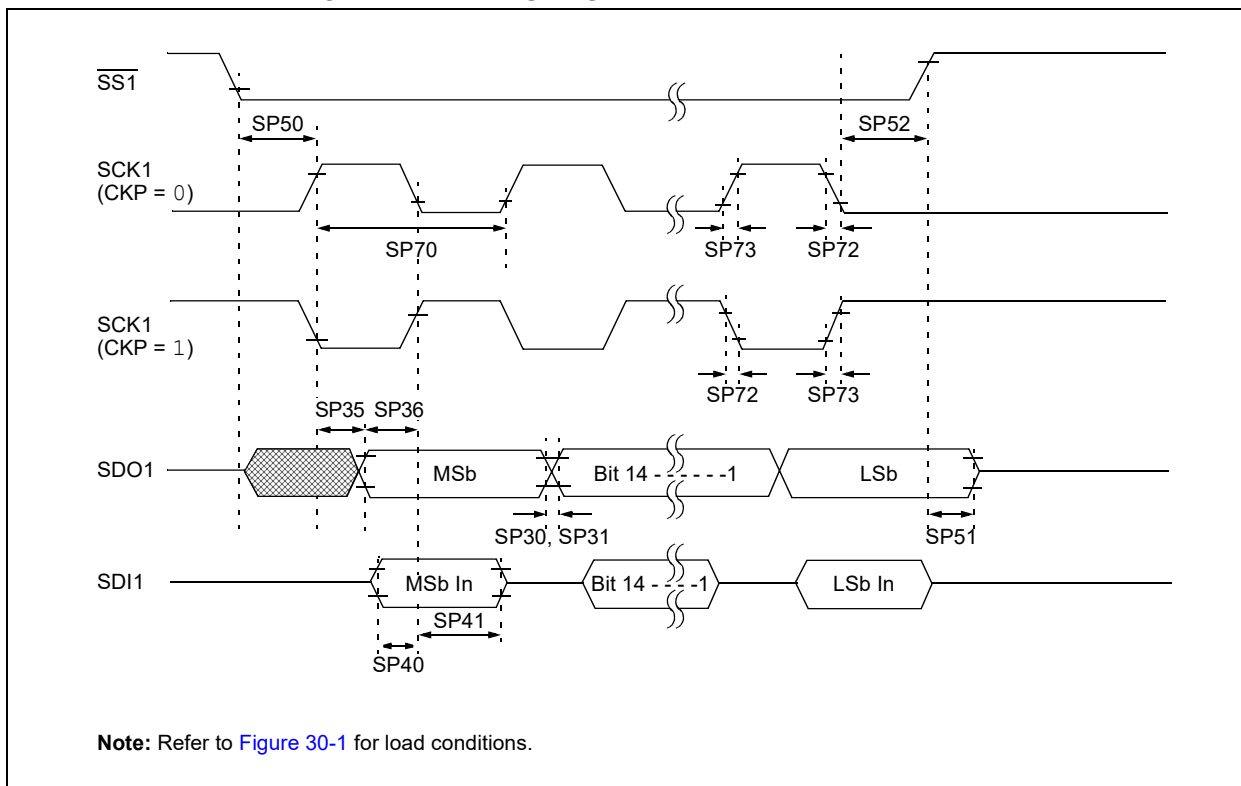 SS1
SP50
SP52
SCK1
(CKP = 0)
SP70
SP73
SP72
SCK1
(CKP = 1)
SP72
SP73
SP35
SP36
SDO1
MSb
Bit 14 - - - - - -1
LSb
SP30, SP31
SP51
SDI1
MSb In
Bit 14 - - - -1
LSb In
SP41
SP40
Note: Refer to Figure 30-1 for load conditions.